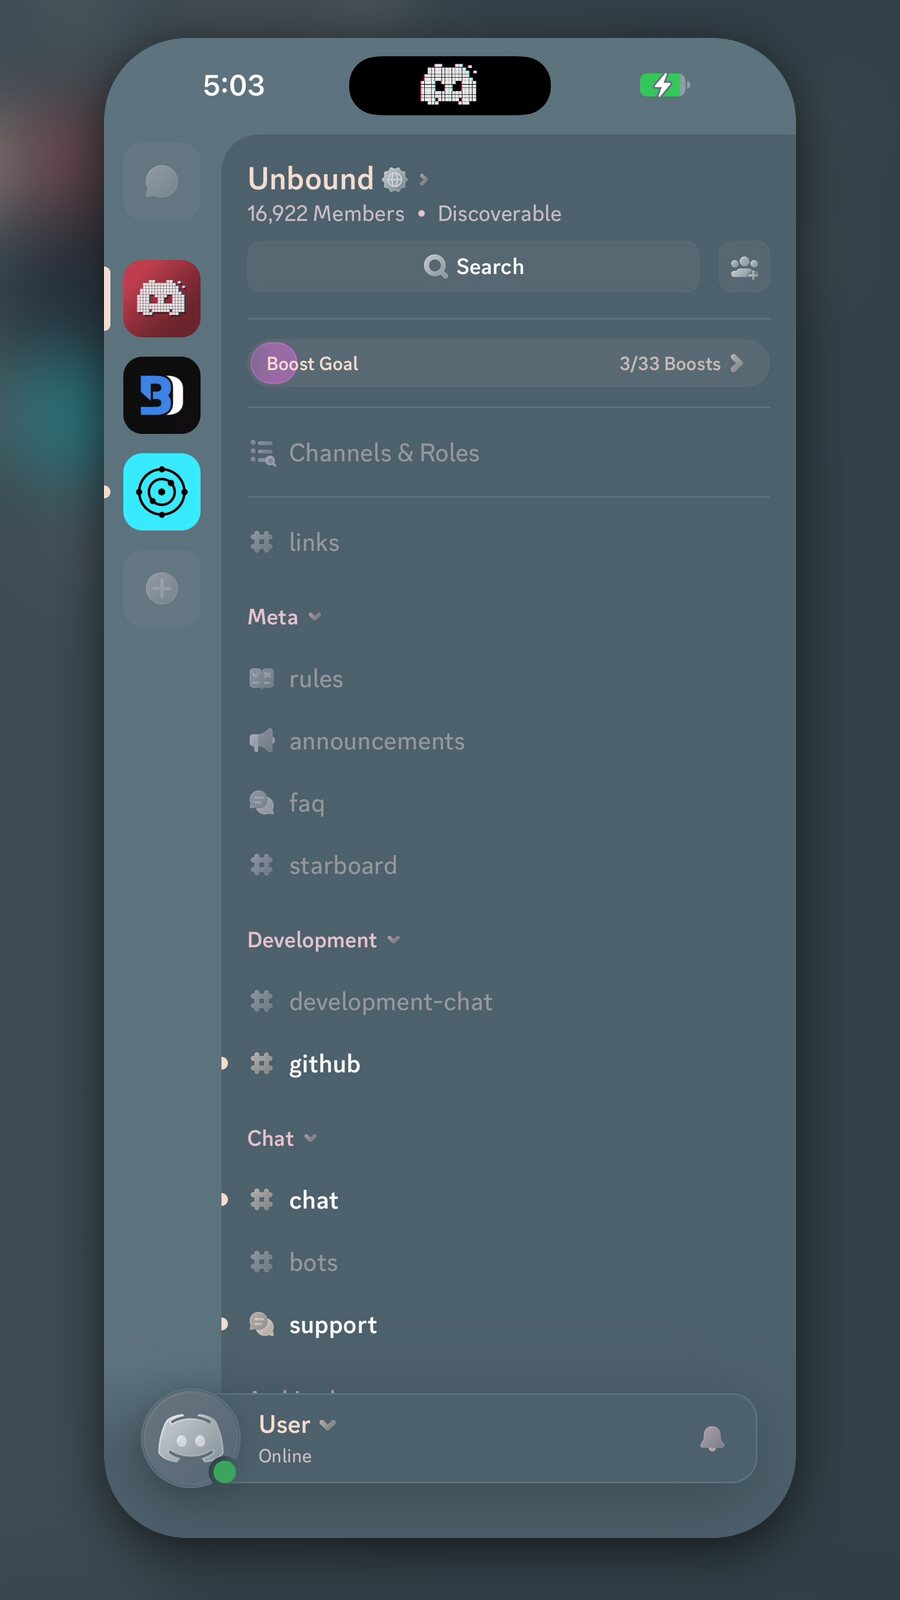 5:03
Unbound
16,922 Members • Discoverable
Search
Boost Goal
3/33 Boosts
Channels & Roles
links
Meta
rules
announcements
faq
starboard
Development
development-chat
github
Chat
chat
bots
support
User
Online